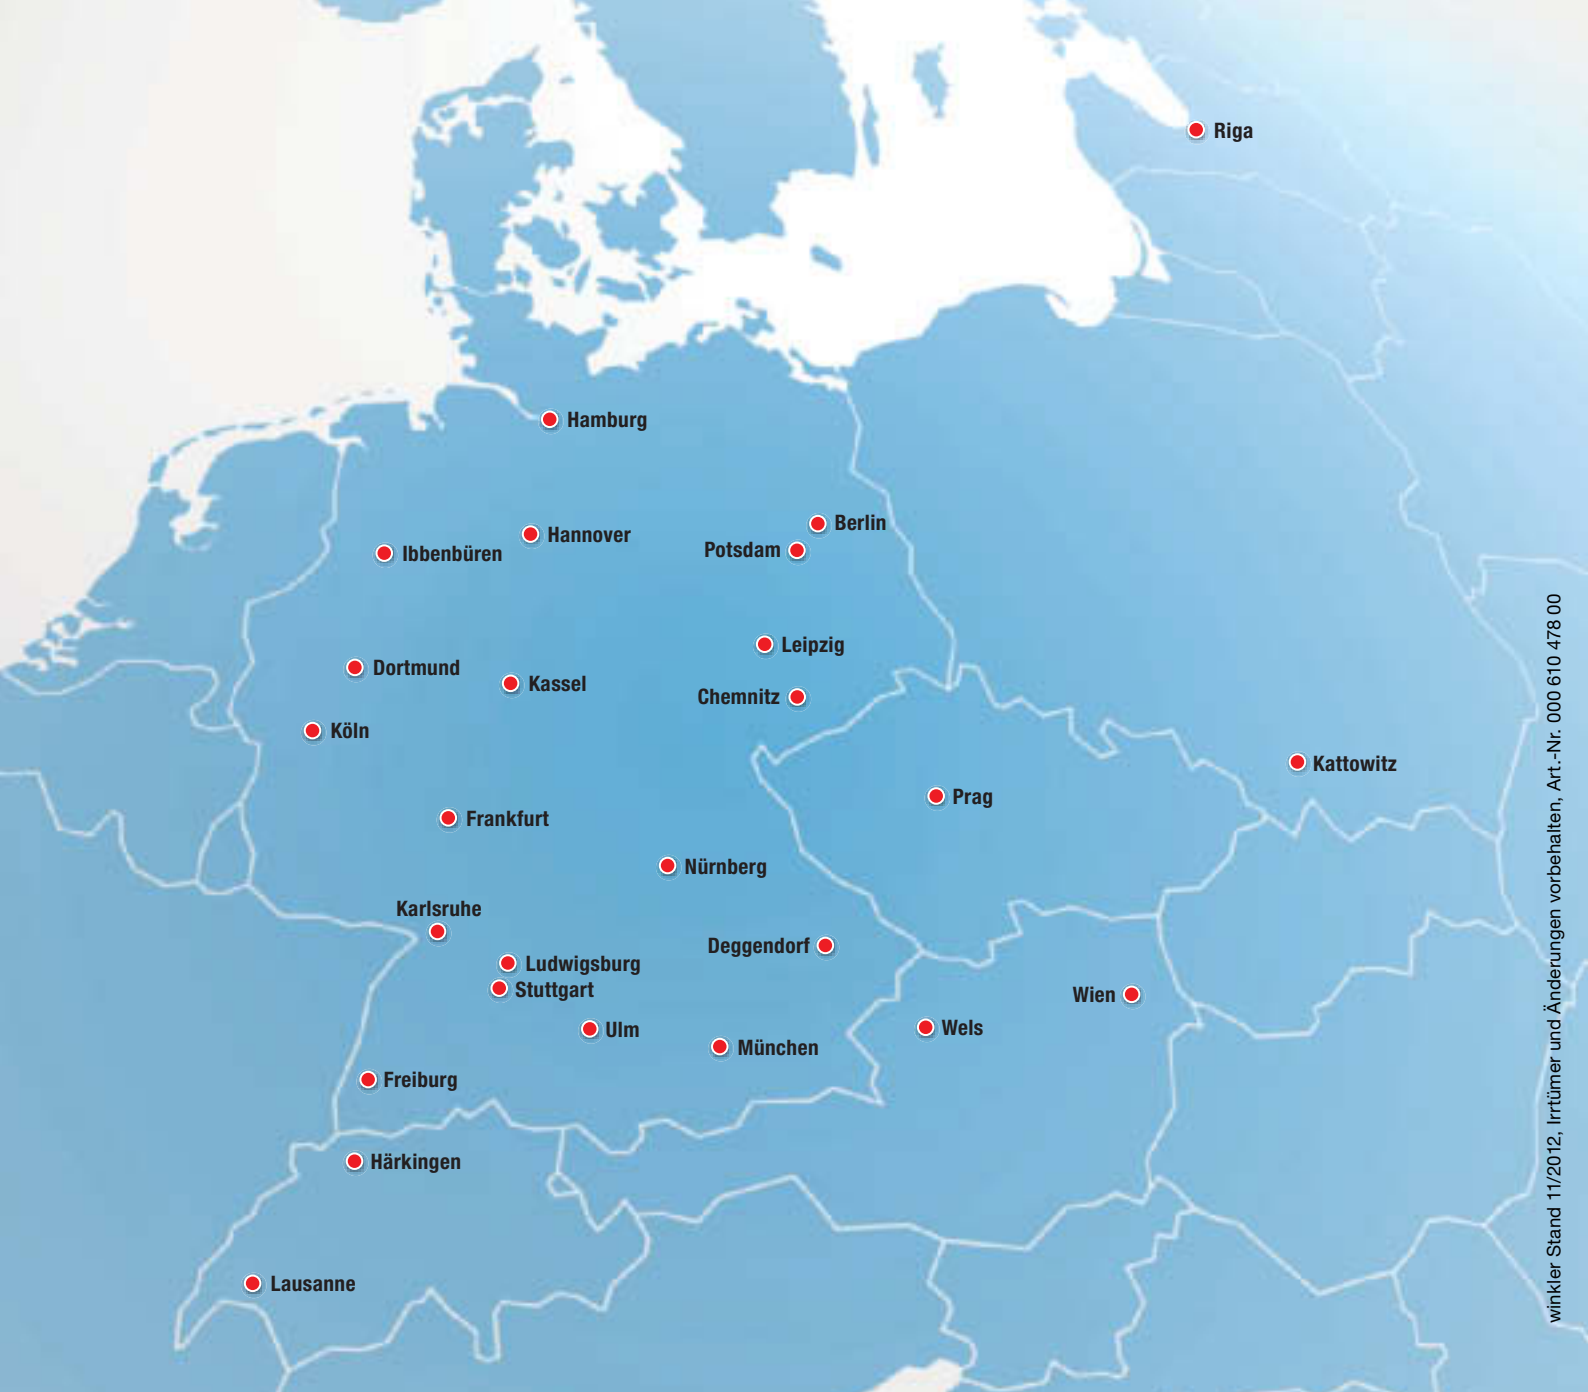 Riga
Hamburg
Berlin
Hannover
Potsdam
Ibbenbüren
Leipzig
Dortmund
Kassel
Chemnitz
Köln
Kattowitz
Prag
Frankfurt
Nürnberg
Karlsruhe
Deggendorf
Ludwigsburg
Stuttgart
Wien
Wels
Ulm
München
Freiburg
Härkingen
Lausanne
winkler Stand 11/2012, Irrtümer und Änderungen vorbehalten, Art.-Nr. 000 610 478 00